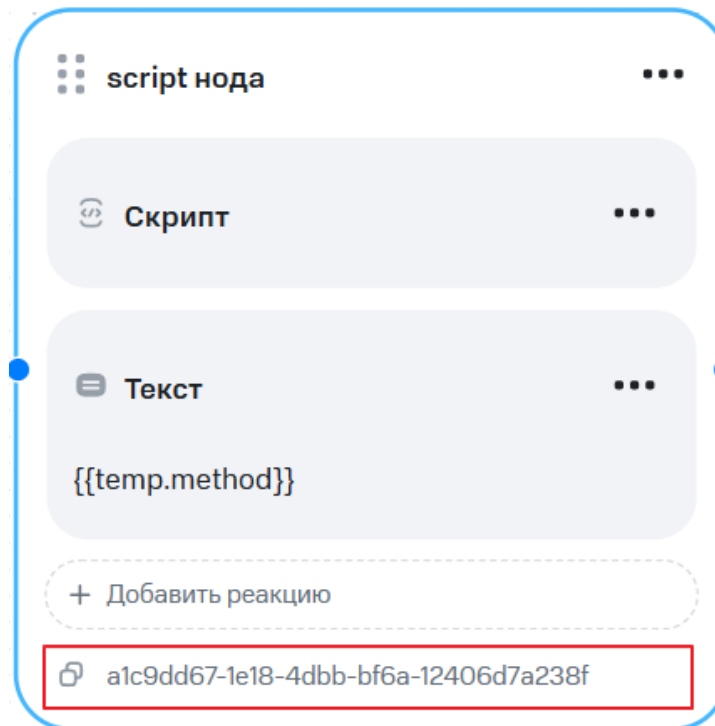 script нода
Скрипт
Текст
{{temp.method}}
+ Добавить реакцию
a1c9dd67-1e18-4dbb-bf6a-12406d7a238f